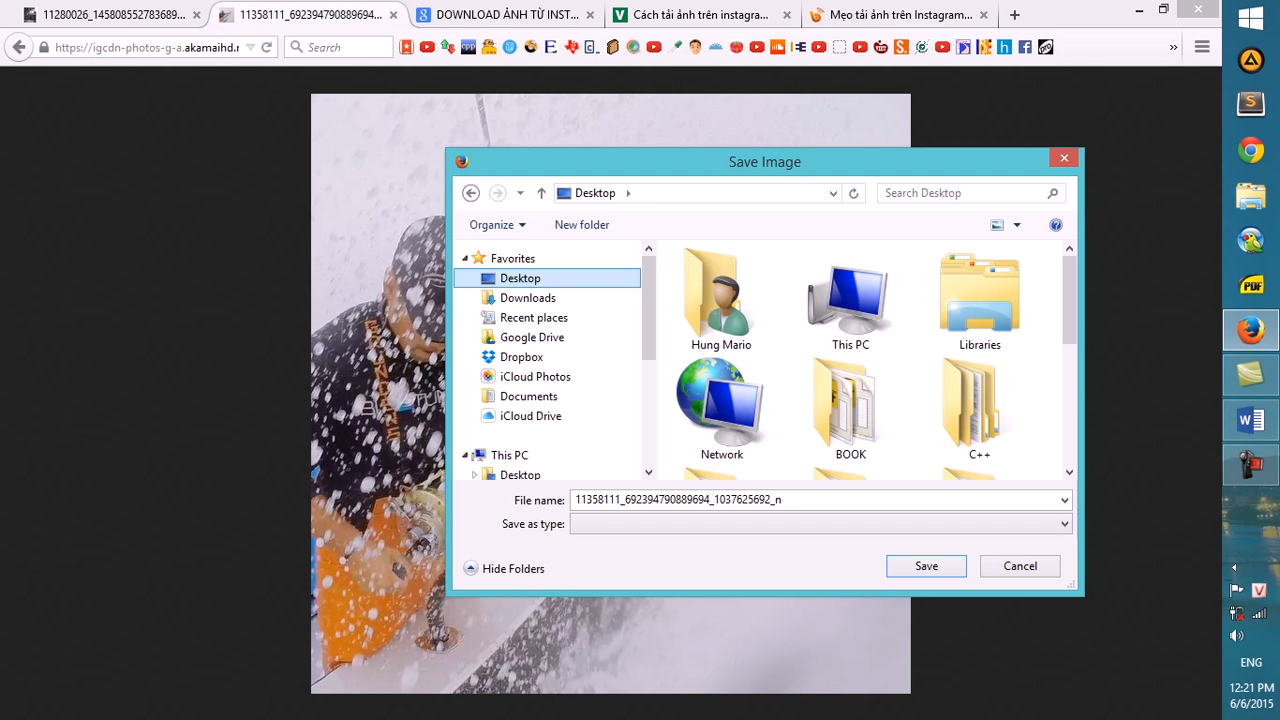 11280026_145808552783689...
11358111_692394790889694...
DOWNLOAD ẢNH TỪ INST...
Cách tải ảnh trên instagra...
Mẹo tải ảnh trên Instagram...
https://igcdn-photos-g-a.akamaihd.n
Search
Save Image
Desktop
Search Desktop
Organize
New folder
Favorites
Desktop
Downloads
Recent places
Google Drive
Dropbox
iCloud Photos
Documents
iCloud Drive
This PC
Desktop
Hung Mario
This PC
Libraries
Network
BOOK
C++
File name: 11358111_692394790889694_1037625692_n
Save as type:
Hide Folders
Save
Cancel
PDF
ENG
12:21 PM
6/6/2015